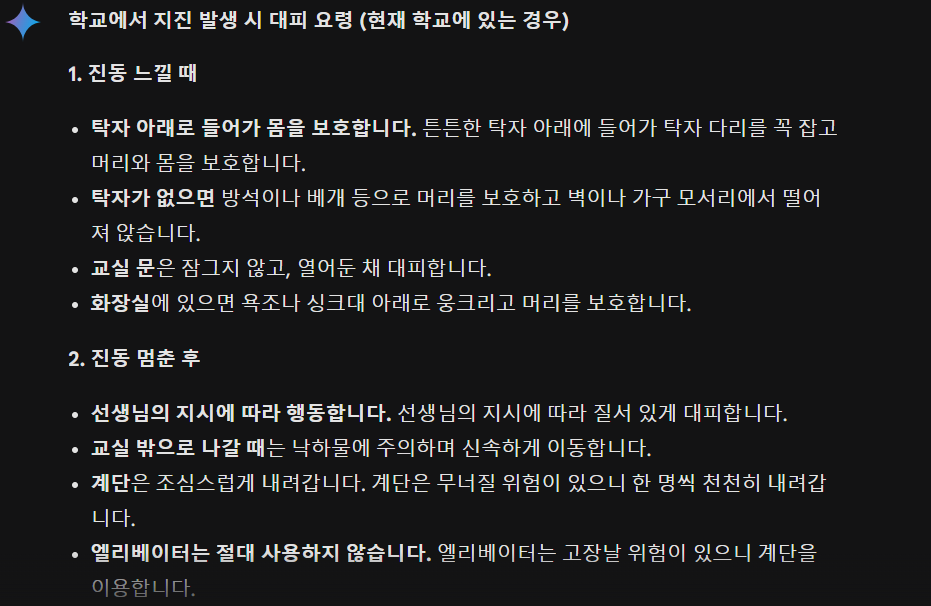 학교에서 지진 발생 시 대피 요령 (현재 학교에 있는 경우)
1. 진동 느낄 때
• 탁자 아래로 들어가 몸을 보호합니다. 튼튼한 탁자 아래에 들어가 탁자 다리를 꼭 잡고
머리와 몸을 보호합니다.
• 탁자가 없으면 방석이나 베개 등으로 머리를 보호하고 벽이나 가구 모서리에서 떨어
져 앉습니다.
• 교실 문은 잠그지 않고, 열어둔 채 대피합니다.
• 화장실에 있으면 욕조나 싱크대 아래로 웅크리고 머리를 보호합니다.
2. 진동 멈춘 후
• 선생님의 지시에 따라 행동합니다. 선생님의 지시에 따라 질서 있게 대피합니다.
• 교실 밖으로 나갈 때는 낙하물에 주의하며 신속하게 이동합니다.
• 계단은 조심스럽게 내려갑니다. 계단은 무너질 위험이 있으니 한 명씩 천천히 내려갑
니다.
• 엘리베이터는 절대 사용하지 않습니다. 엘리베이터는 고장날 위험이 있으니 계단을
이용합니다.